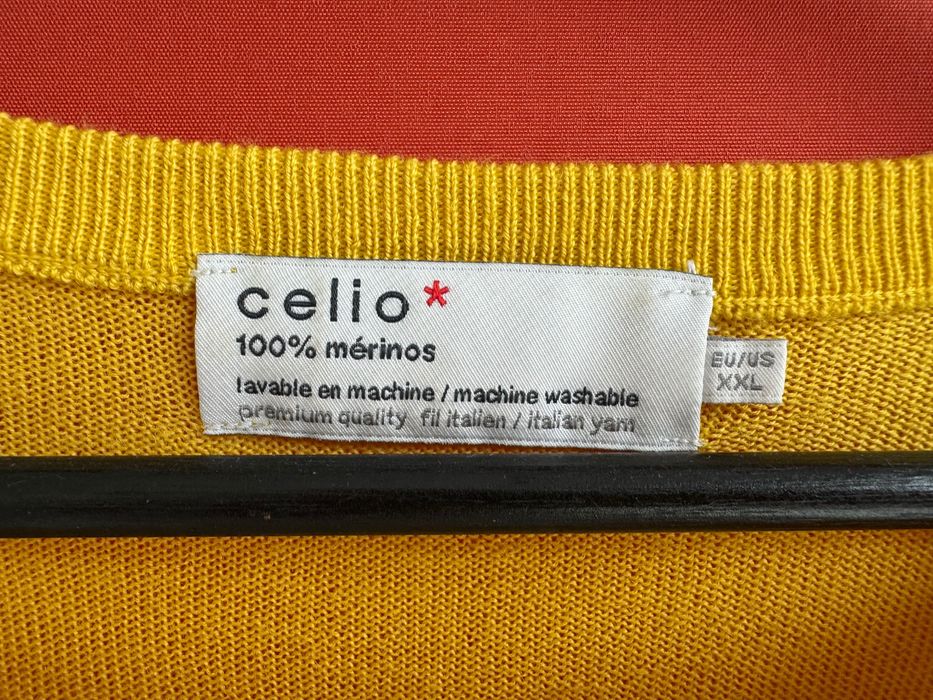 celio*
100% mérinos
lavable en machine / machine washable
premium quality fil italien / italian yarn
EU/US
XXL